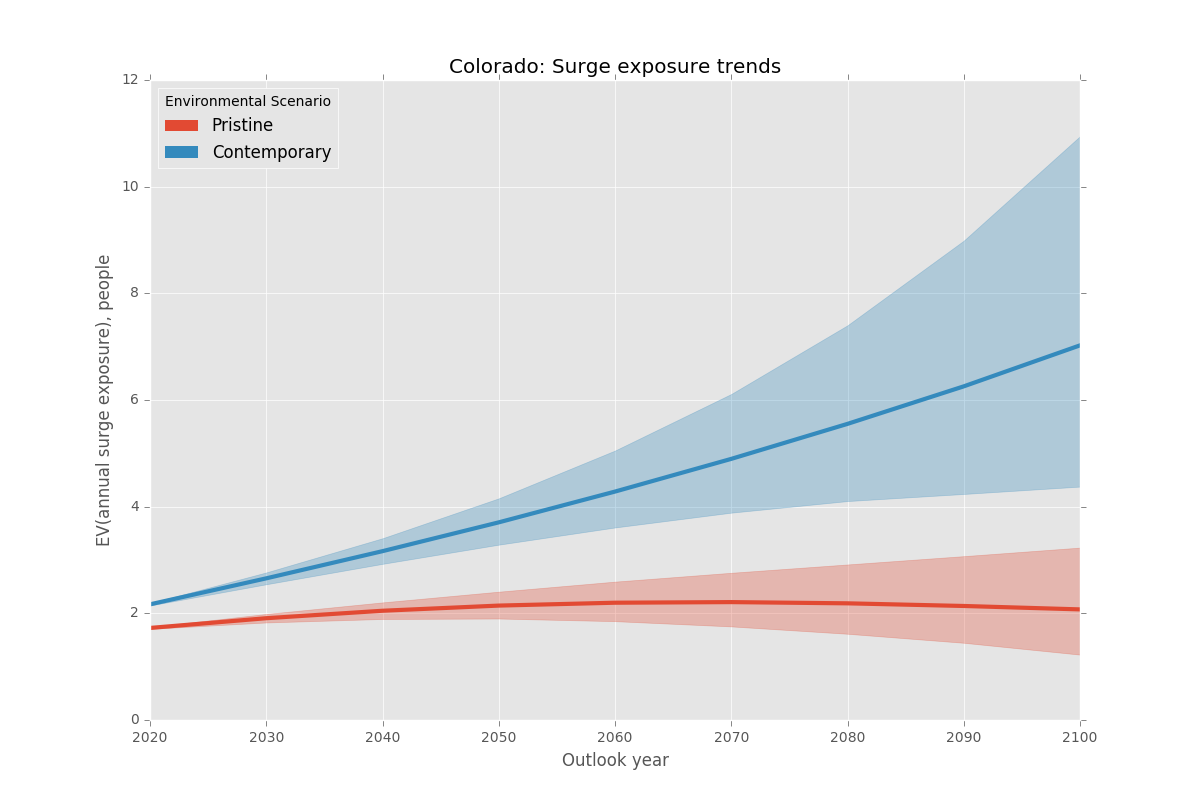 Colorado: Surge exposure trends
12
10
8
6
4
2
0
EV(annual surge exposure), people
Environmental Scenario
Pristine
Contemporary
2020 2030 2040 2050 2060 2070 2080 2090 2100
Outlook year